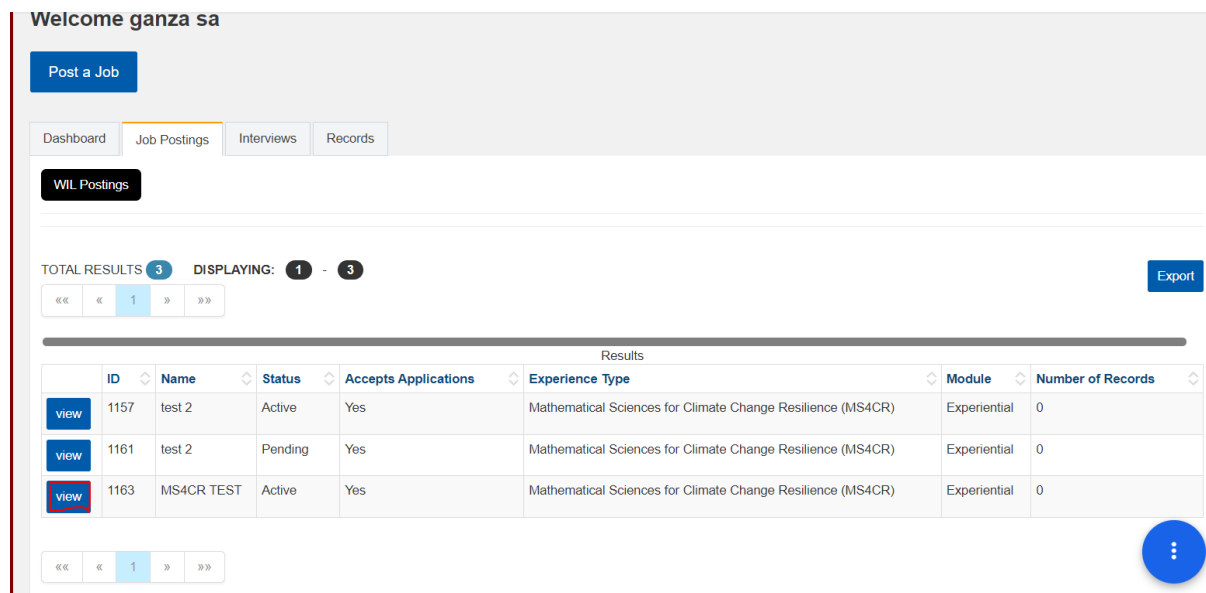 Welcome ganza sa
Post a Job
Dashboard Job Postings Interviews Records
WIL Postings
TOTAL RESULTS 3 DISPLAYING: 1 - 3
Export
«« « 1 » »»
Results
ID Name Status Accepts Applications Experience Type Module Number of Records
view 1157 test 2 Active Yes Mathematical Sciences for Climate Change Resilience (MS4CR) Experiential 0
view 1161 test 2 Pending Yes Mathematical Sciences for Climate Change Resilience (MS4CR) Experiential 0
view 1163 MS4CR TEST Active Yes Mathematical Sciences for Climate Change Resilience (MS4CR) Experiential 0
«« « 1 » »»